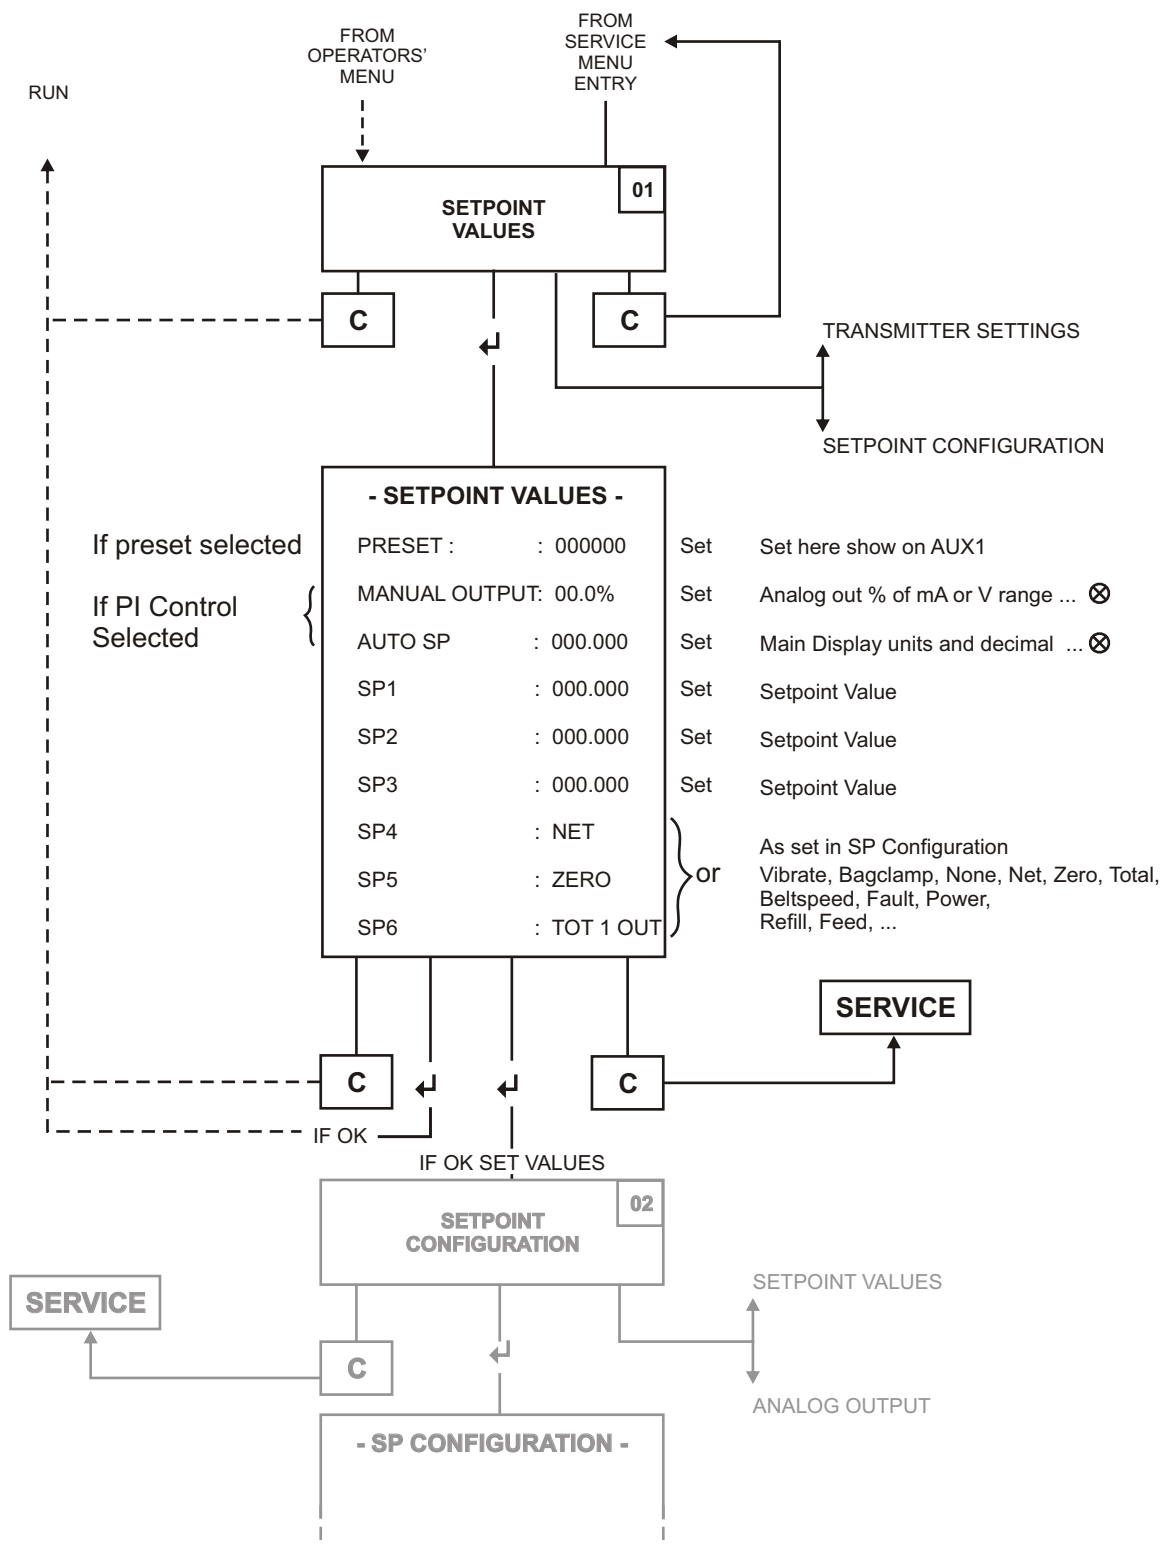 FROM
OPERATORS'
MENU
FROM
SERVICE
MENU
ENTRY
RUN
01
SETPOINT
VALUES
C
C
TRANSMITTER SETTINGS
SETPOINT CONFIGURATION
- SETPOINT VALUES -
If preset selected PRESET : : 000000 Set Set here show on AUX1
If PI Control
Selected
MANUAL OUTPUT: 00.0% Set Analog out % of mA or V range ... ⊗
AUTO SP : 000.000 Set Main Display units and decimal ... ⊗
SP1 : 000.000 Set Setpoint Value
SP2 : 000.000 Set Setpoint Value
SP3 : 000.000 Set Setpoint Value
SP4 : NET
SP5 : ZERO
SP6 : TOT 1 OUT
or
As set in SP Configuration
Vibrate, Bagclamp, None, Net, Zero, Total,
Beltspeed, Fault, Power,
Refill, Feed, ...
SERVICE
C
C
IF OK
IF OK SET VALUES
02
SETPOINT
CONFIGURATION
SERVICE
C
SETPOINT VALUES
ANALOG OUTPUT
- SP CONFIGURATION -